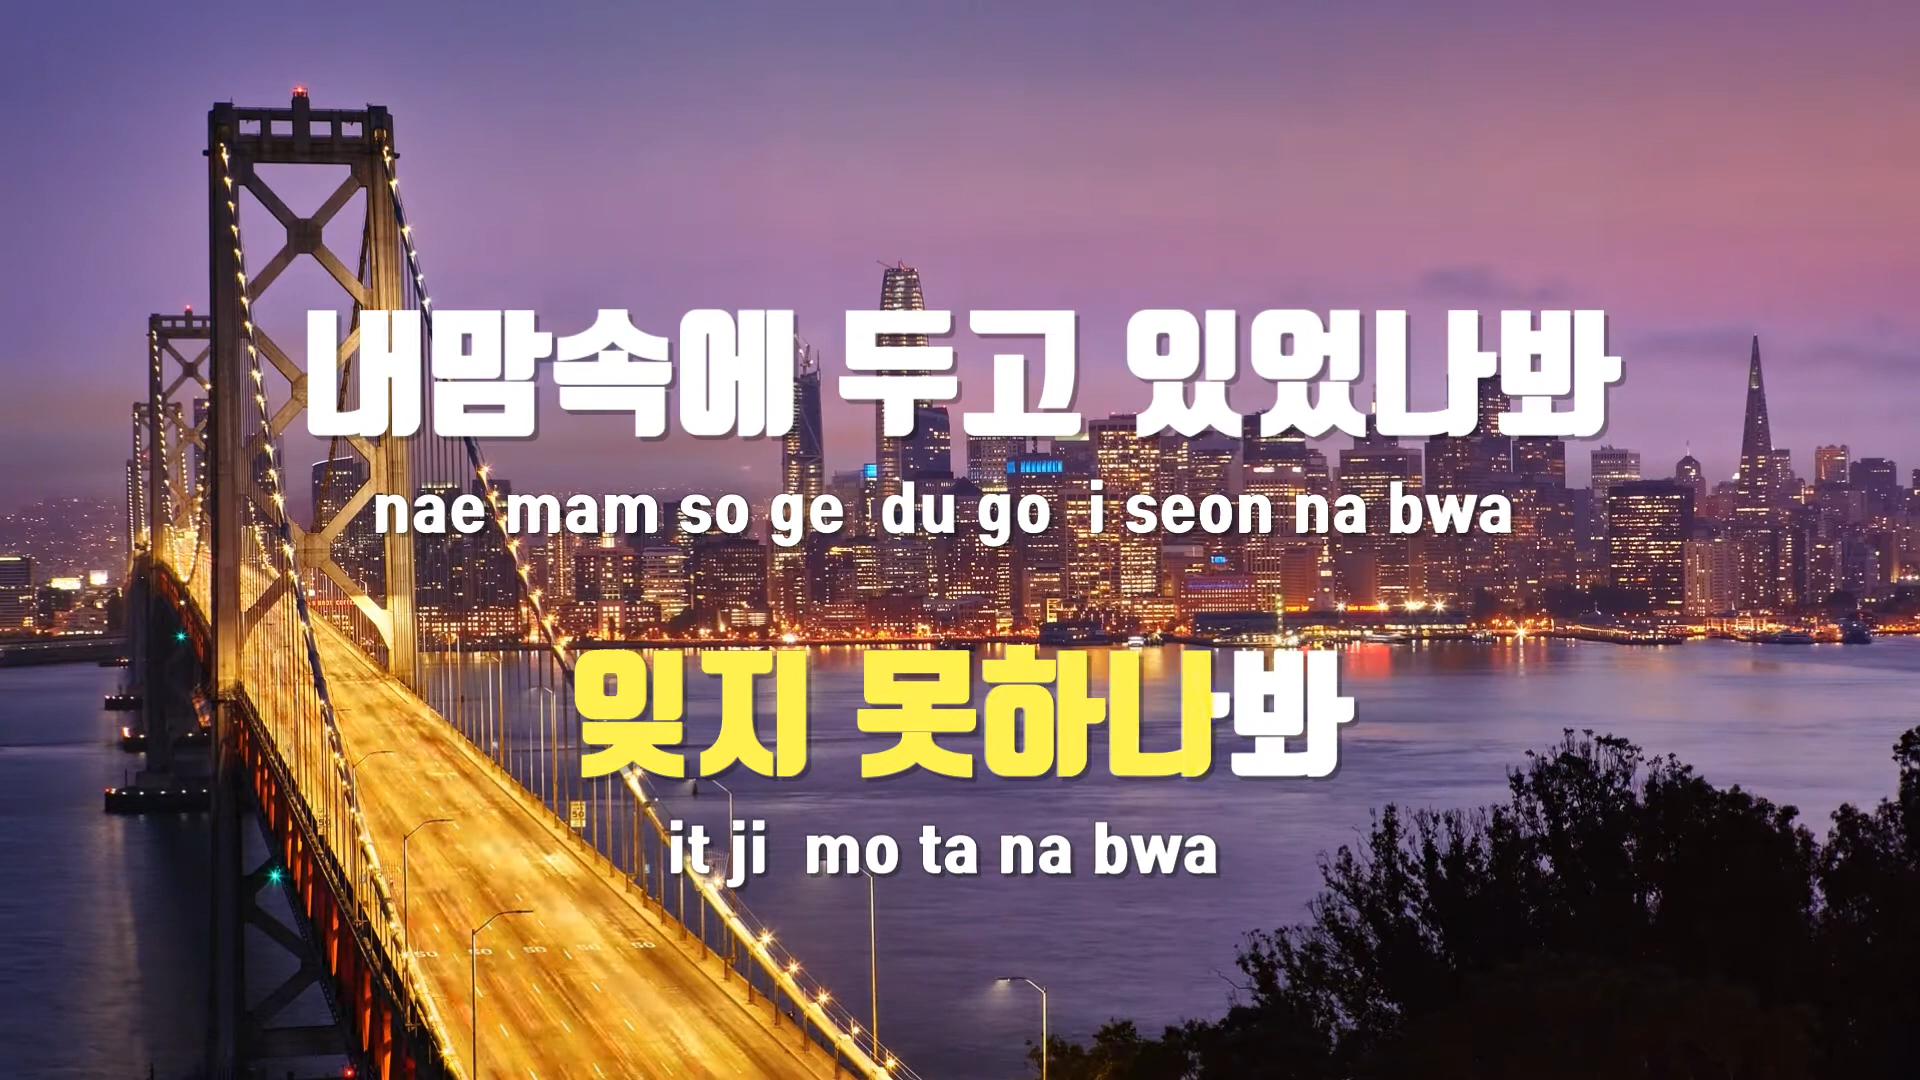 내맘속에 두고 있었나봐
nae mam so ge du go i seon na bwa
잊지 못하나봐
it ji mo ta na bwa